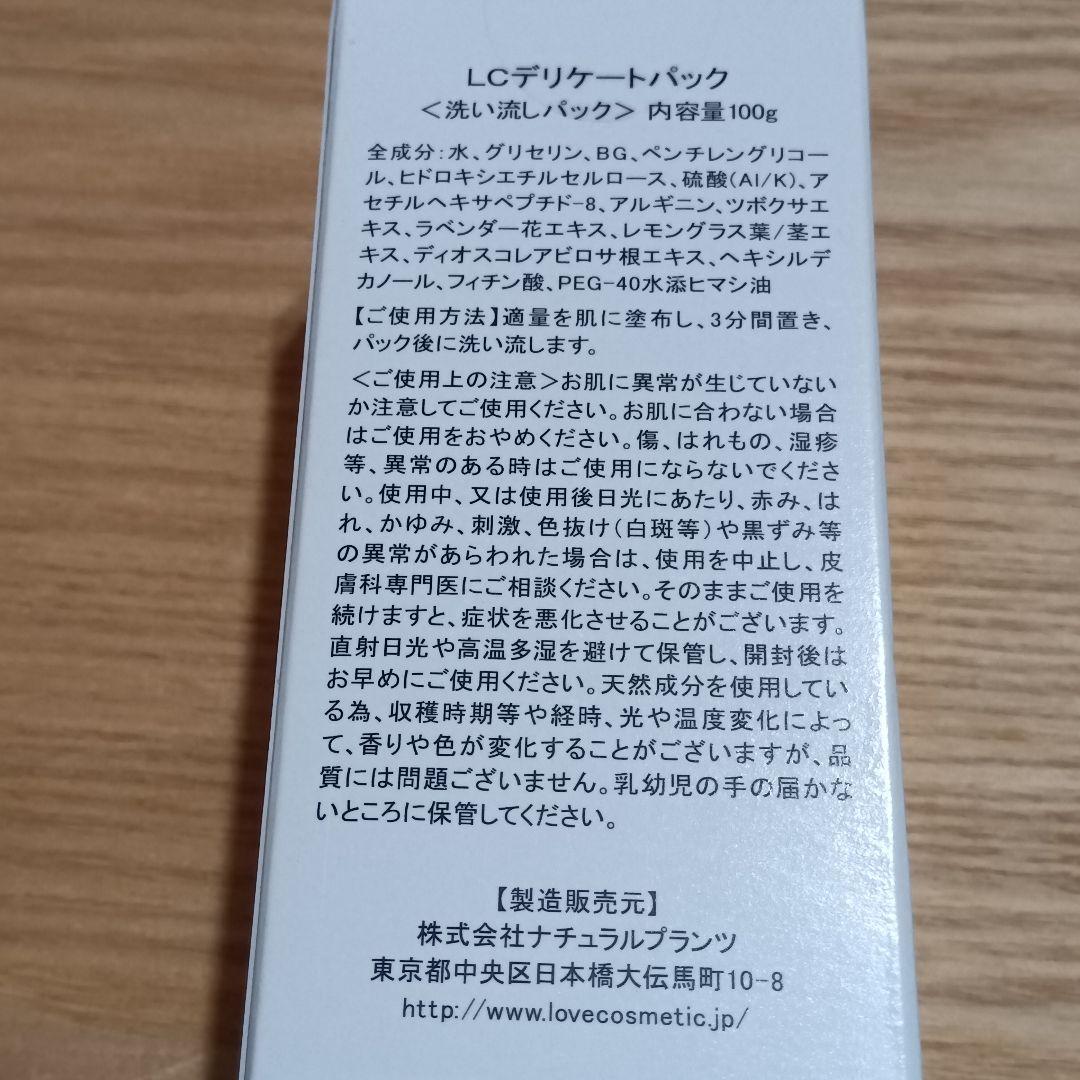 LCデリケートパック
＜洗い流しパック＞ 内容量100g
全成分：水、グリセリン、BG、ペンチレングリコー
ル、ヒドロキシエチルセルロース、硫酸(Al/K)、ア
セチルヘキサペプチド-8、アルギニン、ツボクサエ
キス、ラベンダー花エキス、レモングラス葉/茎エ
キス、ディオスコレアビロサ根エキス、ヘキシルデ
カノール、フィチン酸、PEG-40水添ヒマシ油
【ご使用方法】適量を肌に塗布し、3分間置き、
パック後に洗い流します。
＜ご使用上の注意＞お肌に異常が生じていない
か注意してご使用ください。お肌に合わない場合
はご使用をおやめください。傷、はれもの、湿疹
等、異常のある時はご使用にならないでくださ
い。使用中、又は使用後日光にあたり、赤み、は
れ、かゆみ、刺激、色抜け(白斑等)や黒ずみ等
の異常があらわれた場合は、使用を中止し、皮
膚科専門医にご相談ください。そのままご使用を
続けますと、症状を悪化させることがございます。
直射日光や高温多湿を避けて保管し、開封後は
お早めにご使用ください。天然成分を使用してい
る為、収穫時期等や経時、光や温度変化によっ
て、香りや色が変化することがございますが、品
質には問題ございません。乳幼児の手の届かな
いところに保管してください。
【製造販売元】
株式会社ナチュラルプランツ
東京都中央区日本橋大伝馬町10-8
http://www.lovecosmetic.jp/